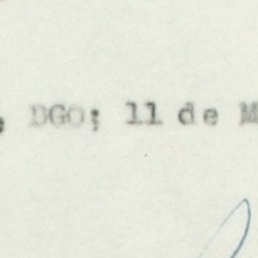 , DGO; 11 de M